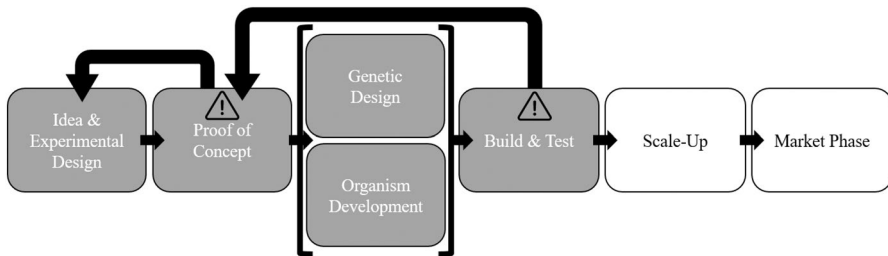 Idea &
Experimental
Design
Proof of
Concept
Genetic
Design
Organism
Development
Build & Test
Scale-Up
Market Phase